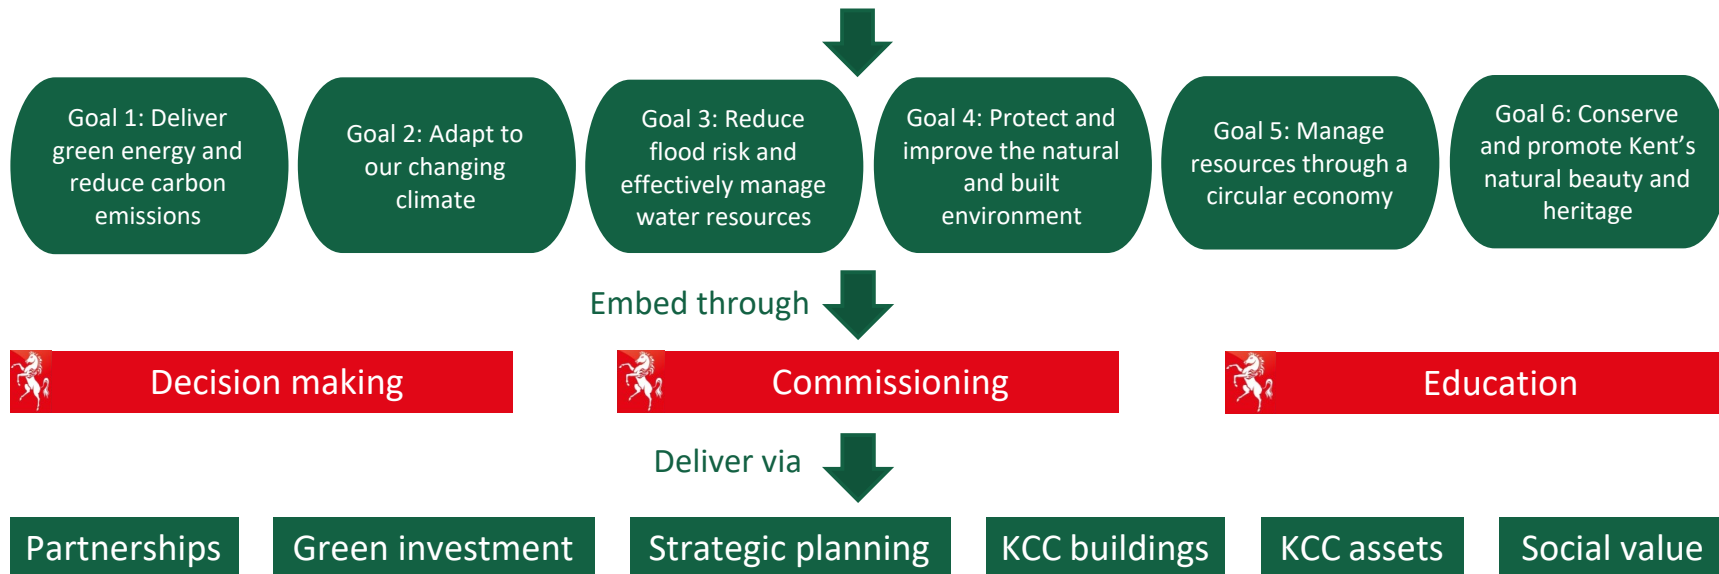 Goal 1: Deliver
green energy and
reduce carbon
emissions
Goal 2: Adapt to
our changing
climate
Goal 3: Reduce
flood risk and
effectively manage
water resources
Goal 4: Protect and
improve the natural
and built
environment
Goal 5: Manage
resources through a
circular economy
Goal 6: Conserve
and promote Kent's
natural beauty and
heritage
Embed through
Decision making
Commissioning
Education
Deliver via
Partnerships
Green investment
Strategic planning
KCC buildings
KCC assets
Social value